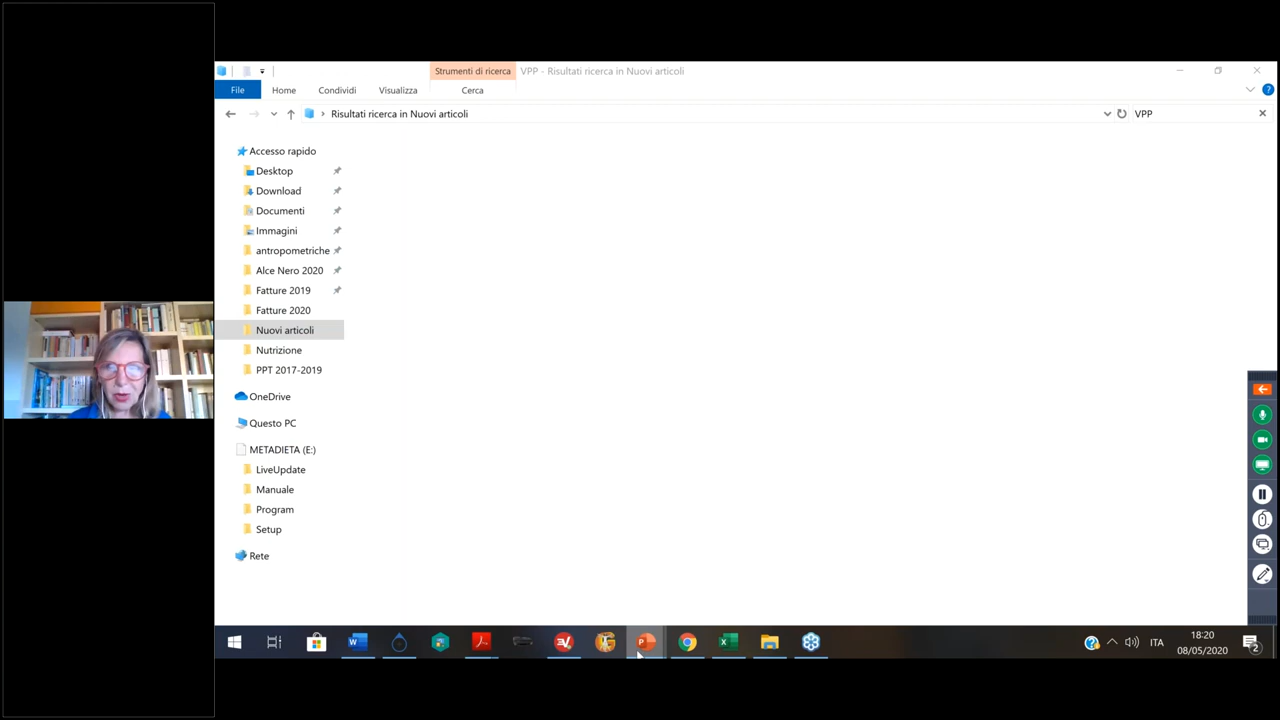 Strumenti di ricerca
VPP - Risultati ricerca in Nuovi articoli
File
Home
Condividi
Visualizza
Cerca
Risultati ricerca in Nuovi articoli
VPP
Accesso rapido
Desktop
Download
Documenti
Immagini
antropometriche
Alce Nero 2020
Fatture 2019
Fatture 2020
Nuovi articoli
Nutrizione
PPT 2017-2019
OneDrive
Questo PC
METADIETA (E:)
LiveUpdate
Manuale
Program
Setup
Rete
ITA
18:20
08/05/2020
2